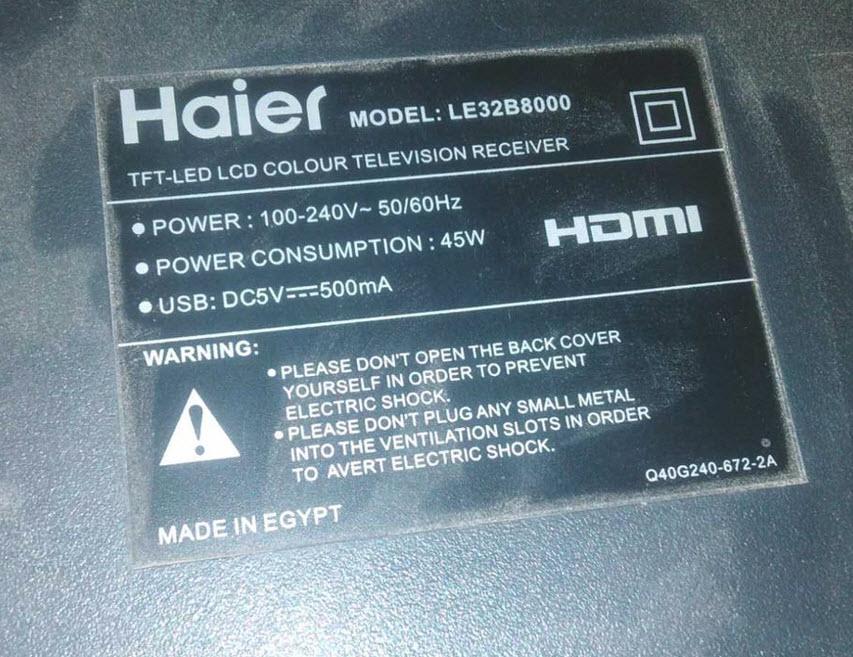 Haier MODEL: LE32B8000
TFT-LED LCD COLOUR TELEVISION RECEIVER
● POWER : 100-240V~ 50/60Hz
● POWER CONSUMPTION : 45W
HDMI
● USB: DC5V⎓500mA
WARNING:
● PLEASE DON'T OPEN THE BACK COVER
YOURSELF IN ORDER TO PREVENT
ELECTRIC SHOCK.
● PLEASE DON'T PLUG ANY SMALL METAL
INTO THE VENTILATION SLOTS IN ORDER
TO AVERT ELECTRIC SHOCK.
Q40G240-672-2A
MADE IN EGYPT